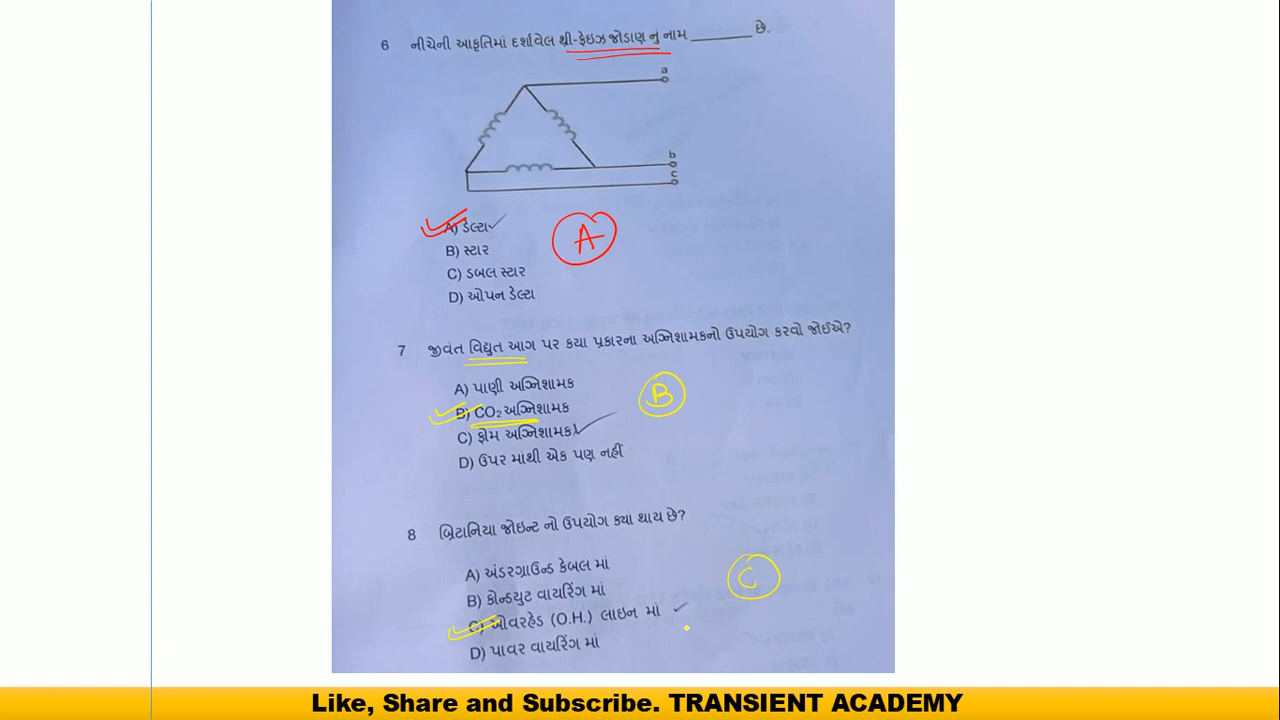 6 નીચેની આકૃતિમાં દર્શાવેલ થ્રી-ફેઇઝ જોડાણ નું નામ ________ છે.
a
b
c
A) ડેલ્ટા
A
B) સ્ટાર
C) ડબલ સ્ટાર
D) ઓપન ડેલ્ટા
7 જીવંત વિદ્યુત આગ પર કયા પ્રકારના અગ્નિશામકનો ઉપયોગ કરવો જોઈએ?
A) પાણી અગ્નિશામક
B) CO₂ અગ્નિશામક
B
C) ફોમ અગ્નિશામક
D) ઉપર માંથી એક પણ નહીં
8 બ્રિટાનિયા જોઇન્ટ નો ઉપયોગ ક્યાં થાય છે?
A) અંડરગ્રાઉન્ડ કેબલ માં
C
B) કોન્ડયુટ વાયરિંગ માં
C) ઓવરહેડ (O.H.) લાઇન માં
D) પાવર વાયરિંગ માં
Like, Share and Subscribe. TRANSIENT ACADEMY